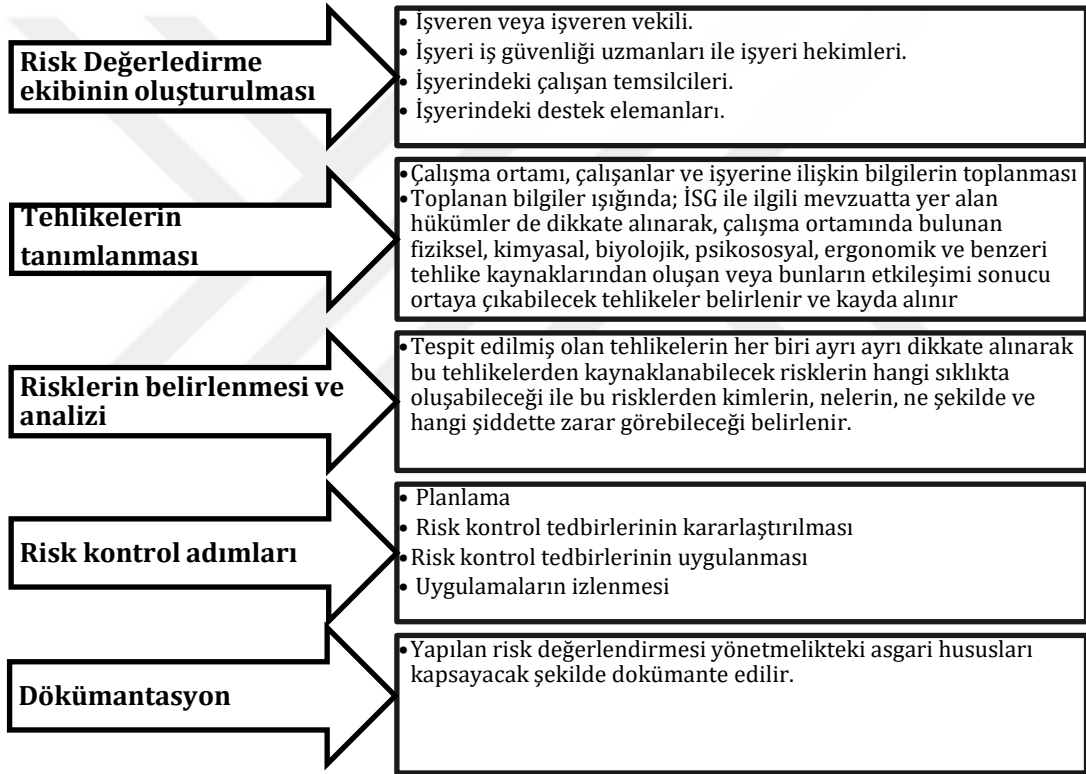 Risk Değerledirme
ekibinin oluşturulması
• İşveren veya işveren vekili.
• İşyeri iş güvenliği uzmanları ile işyeri hekimleri.
• İşyerindeki çalışan temsilcileri.
• İşyerindeki destek elemanları.
Tehlikelerin
tanımlanması
•Çalışma ortamı, çalışanlar ve işyerine ilişkin bilgilerin toplanması
•Toplanan bilgiler ışığında; İSG ile ilgili mevzuatta yer alan
hükümler de dikkate alınarak, çalışma ortamında bulunan
fiziksel, kimyasal, biyolojik, psikososyal, ergonomik ve benzeri
tehlike kaynaklarından oluşan veya bunların etkileşimi sonucu
ortaya çıkabilecek tehlikeler belirlenir ve kayda alınır
Risklerin belirlenmesi ve
analizi
•Tespit edilmiş olan tehlikelerin her biri ayrı ayrı dikkate alınarak
bu tehlikelerden kaynaklanabilecek risklerin hangi sıklıkta
oluşabileceği ile bu risklerden kimlerin, nelerin, ne şekilde ve
hangi şiddette zarar görebileceği belirlenir.
Risk kontrol adımları
• Planlama
• Risk kontrol tedbirlerinin kararlaştırılması
•Risk kontrol tedbirlerinin uygulanması
• Uygulamaların izlenmesi
Dökümantasyon
•Yapılan risk değerlendirmesi yönetmelikteki asgari hususları
kapsayacak şekilde dokümante edilir.